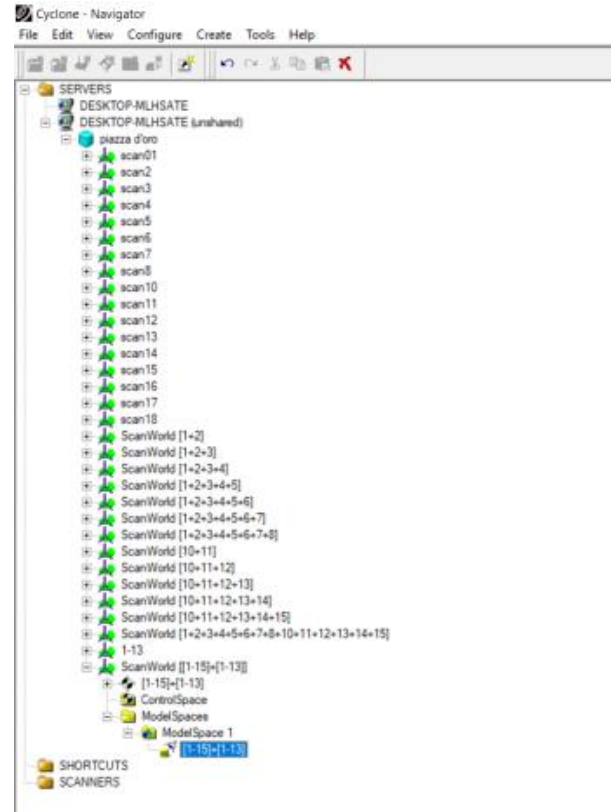 Cyclone - Navigator
File Edit View Configure Create Tools Help
SERVERS
DESKTOP-MLHSATE
DESKTOP-MLHSATE (unshared)
piazza d'oro
scan01
scan2
scan3
scan4
scan5
scan6
scan7
scan8
scan10
scan11
scan12
scan13
scan14
scan15
scan16
scan17
scan18
ScanWorld [1+2]
ScanWorld [1+2+3]
ScanWorld [1+2+3+4]
ScanWorld [1+2+3+4+5]
ScanWorld [1+2+3+4+5+6]
ScanWorld [1+2+3+4+5+6+7]
ScanWorld [1+2+3+4+5+6+7+8]
ScanWorld [10+11]
ScanWorld [10+11+12]
ScanWorld [10+11+12+13]
ScanWorld [10+11+12+13+14]
ScanWorld [10+11+12+13+14+15]
ScanWorld [1+2+3+4+5+6+7+8+10+11+12+13+14+15]
1-13
ScanWorld [[1-15]+[1-13]]
[1-15]+[1-13]
ControlSpace
ModelSpaces
ModelSpace 1
[1-15]+[1-13]
SHORTCUTS
SCANNERS